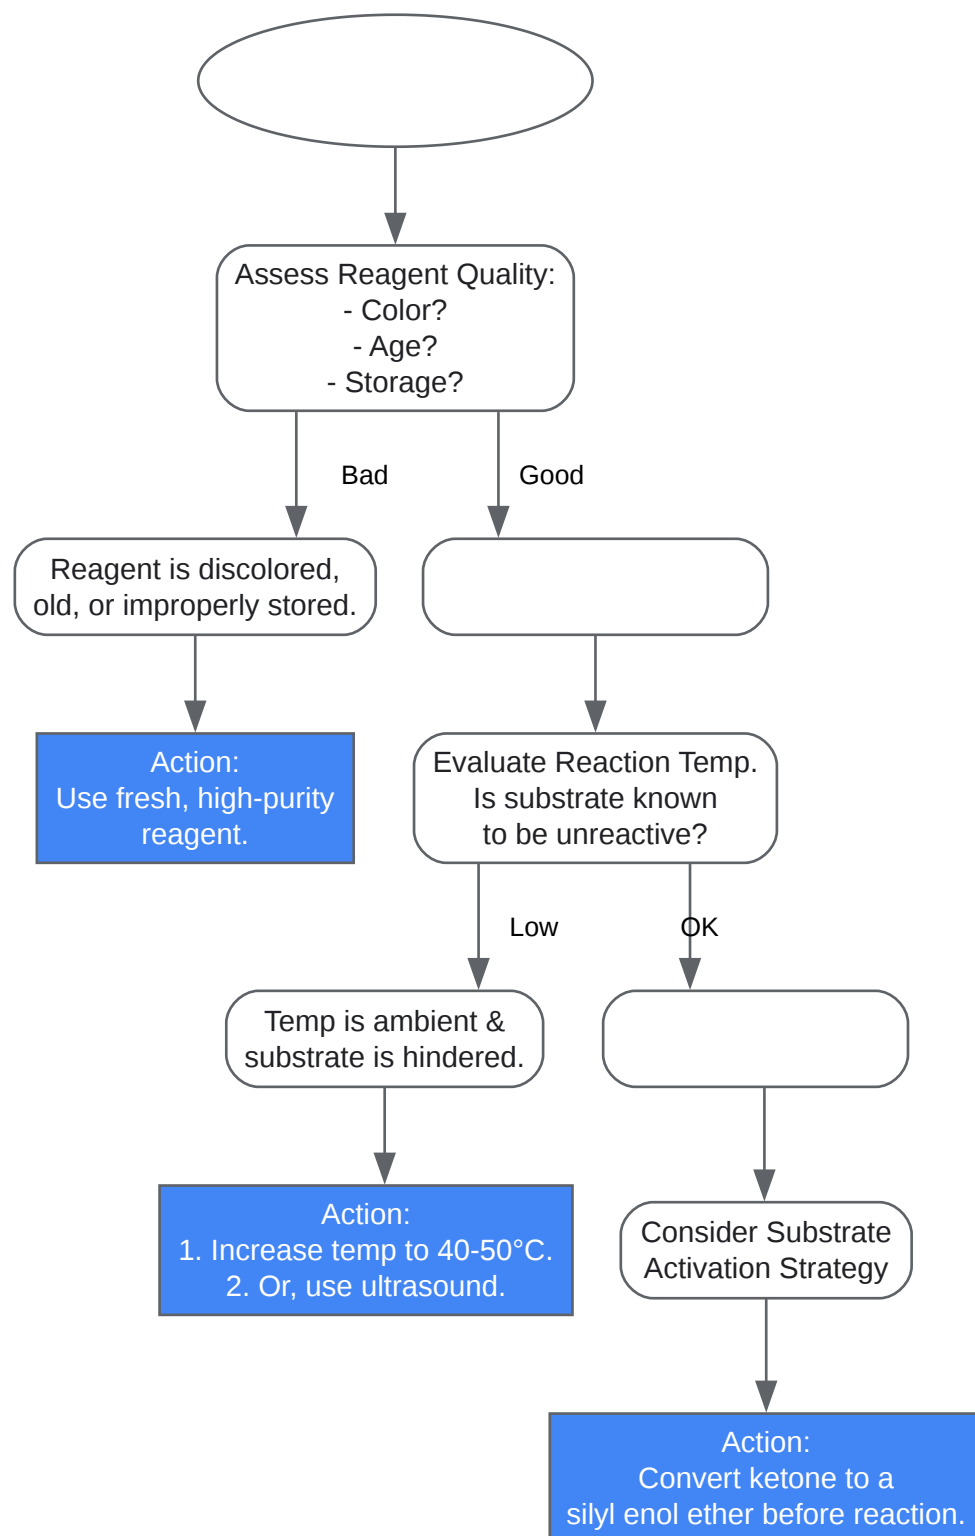 Assess Reagent Quality:
- Color?
- Age?
- Storage?
Bad
Good
Reagent is discolored,
old, or improperly stored.
Action:
Use fresh, high-purity
reagent.
Evaluate Reaction Temp.
Is substrate known
to be unreactive?
Low
OK
Temp is ambient &
substrate is hindered.
Action:
1. Increase temp to 40-50°C.
2. Or, use ultrasound.
Consider Substrate
Activation Strategy
Action:
Convert ketone to a
silyl enol ether before reaction.